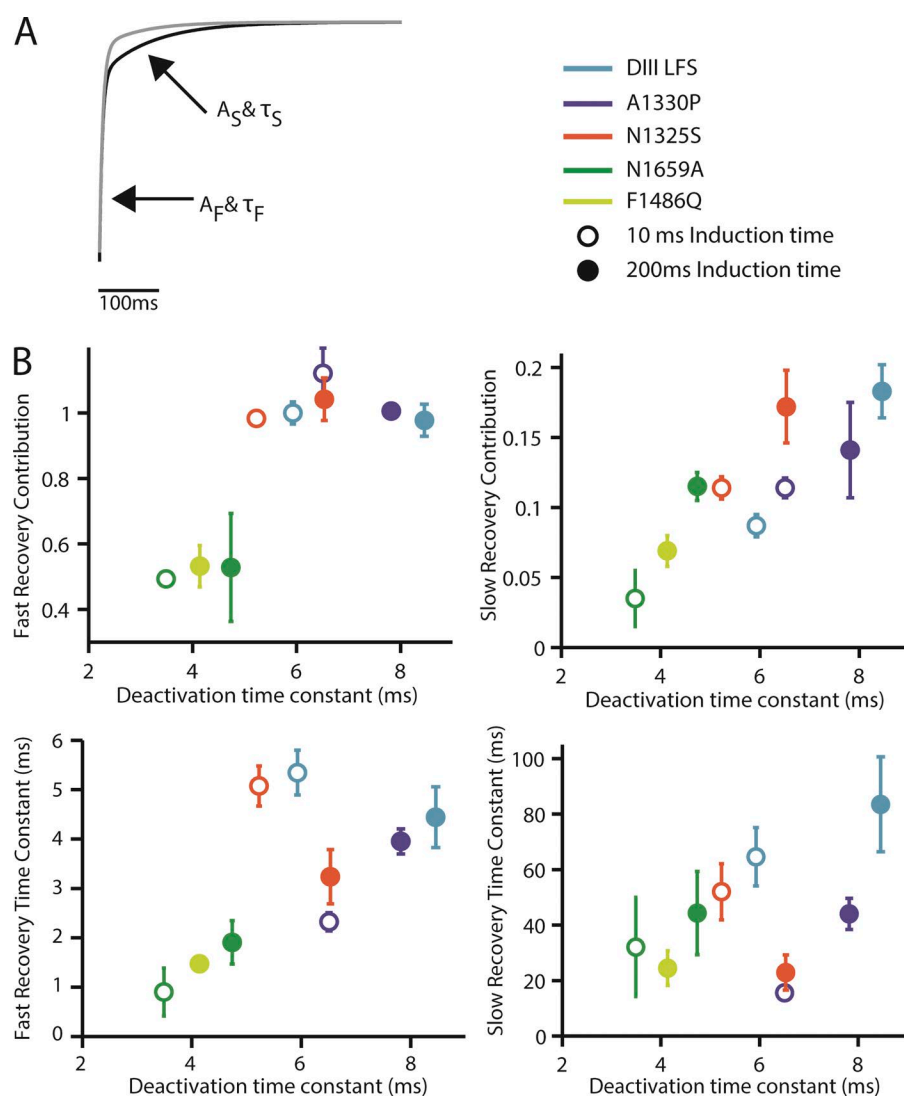 A
A_S & τ_S
A_F & τ_F
100ms
DIII LFS
A1330P
N1325S
N1659A
F1486Q
10 ms Induction time
200ms Induction time
B
Fast Recovery Contribution
1
0.8
0.6
0.4
2 4 6 8
Deactivation time constant (ms)
Slow Recovery Contribution
0.2
0.15
0.1
0.05
0
2 4 6 8
Deactivation time constant (ms)
Fast Recovery Time Constant (ms)
6
5
4
3
2
1
0
2 4 6 8
Deactivation time constant (ms)
Slow Recovery Time Constant (ms)
100
80
60
40
20
0
2 4 6 8
Deactivation time constant (ms)